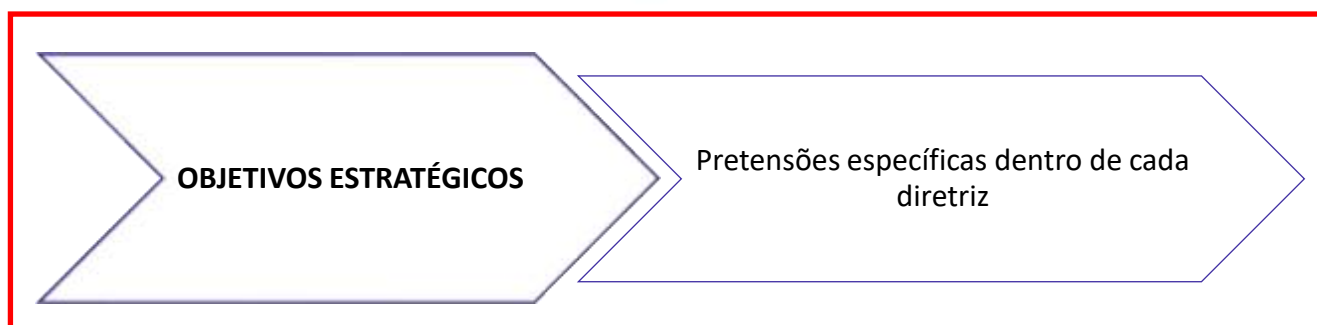 OBJETIVOS ESTRATÉGICOS
Pretensões específicas dentro de cada
diretriz